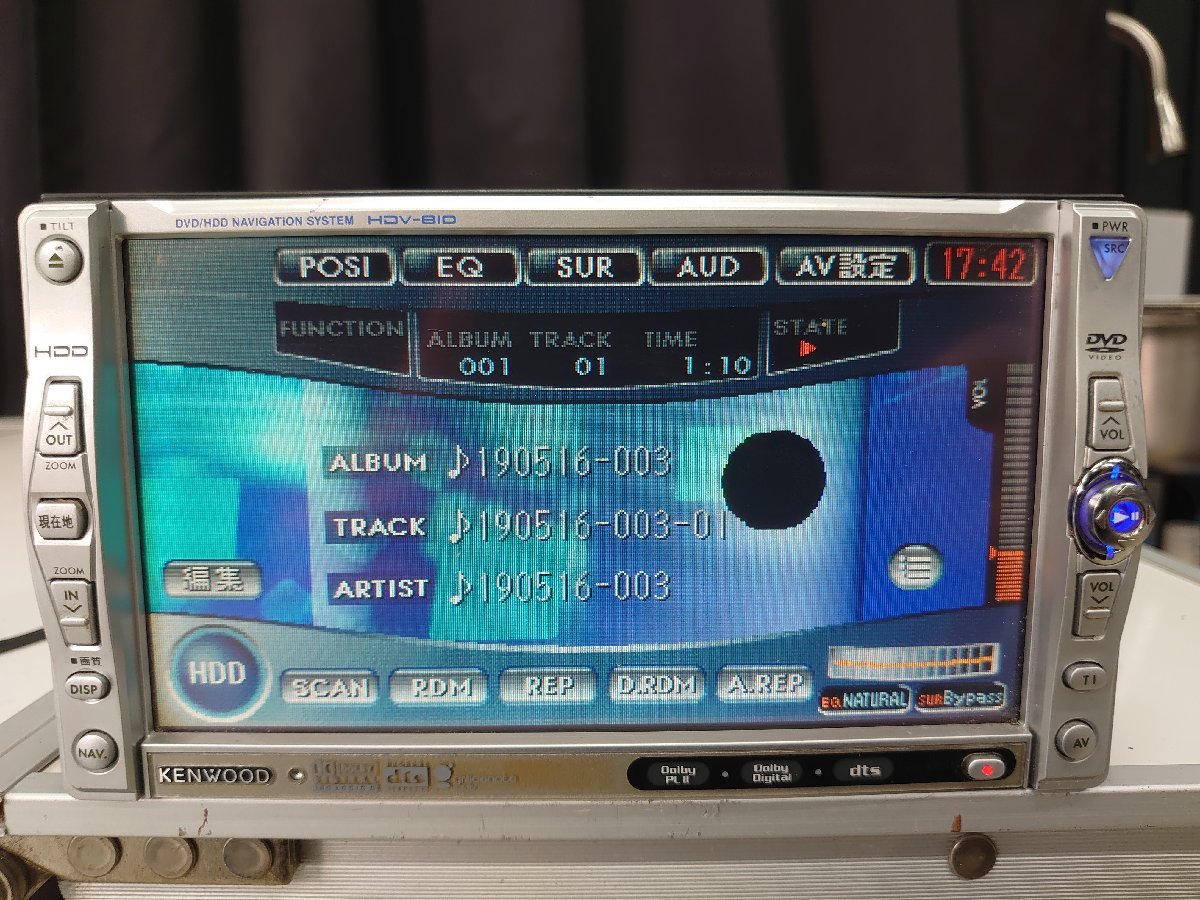 DVD/HDD NAVIGATION SYSTEM HDV-810
TILT
PWR
SRC
POSI EQ SUR AUD AV設定 17:42
FUNCTION
ALBUM TRACK TIME
001 01 1:10
STATE
HDD
DVD
VIDEO
OUT
ZOOM
VOL
VOL
ALBUM ♪190516-003
TRACK ♪190516-003-01
ARTIST ♪190516-003
現在地
編集
ZOOM
IN
VOL
画質
DISP
TI
HDD
SCAN RDM REP D.RDM A.REP
EQ NATURAL SUR Bypass
NAV.
AV
KENWOOD
dts
Dolby PL II
Dolby Digital
dts